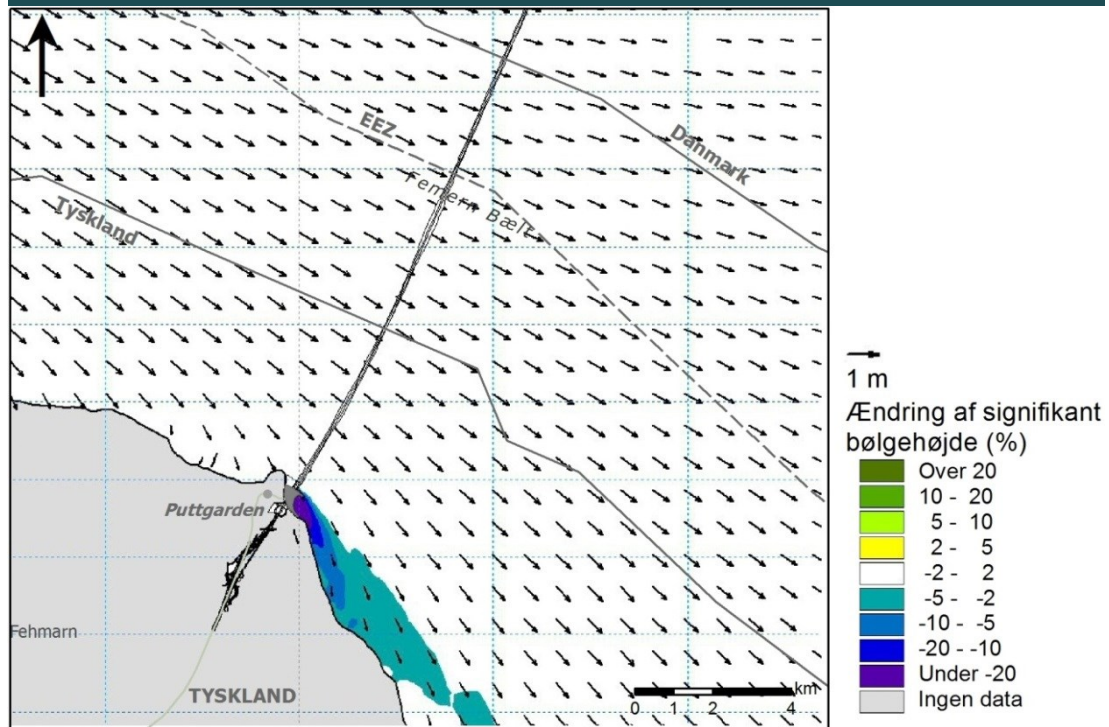 EEZ
Danmark
Femern Bælt
Tyskland
Puttgarden
Fehmarn
TYSKLAND
km
0 1 2 4
1 m
Ændring af signifikant
bølgehøjde (%)
Over 20
10 - 20
5 - 10
2 - 5
-2 - 2
-5 - -2
-10 - -5
-20 - -10
Under -20
Ingen data